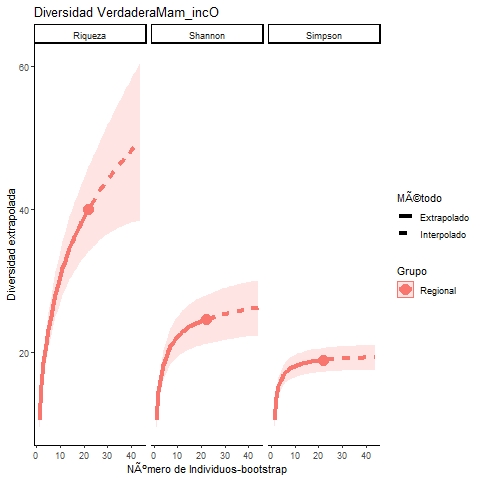 Diversidad VerdaderaMam_incO
Riqueza Shannon Simpson
60
40
20
Diversidad extrapolada
0 10 20 30 40 0 10 20 30 40 0 10 20 30 40
NÃºmero de Individuos-bootstrap
MÃ©todo
Extrapolado
Interpolado
Grupo
Regional